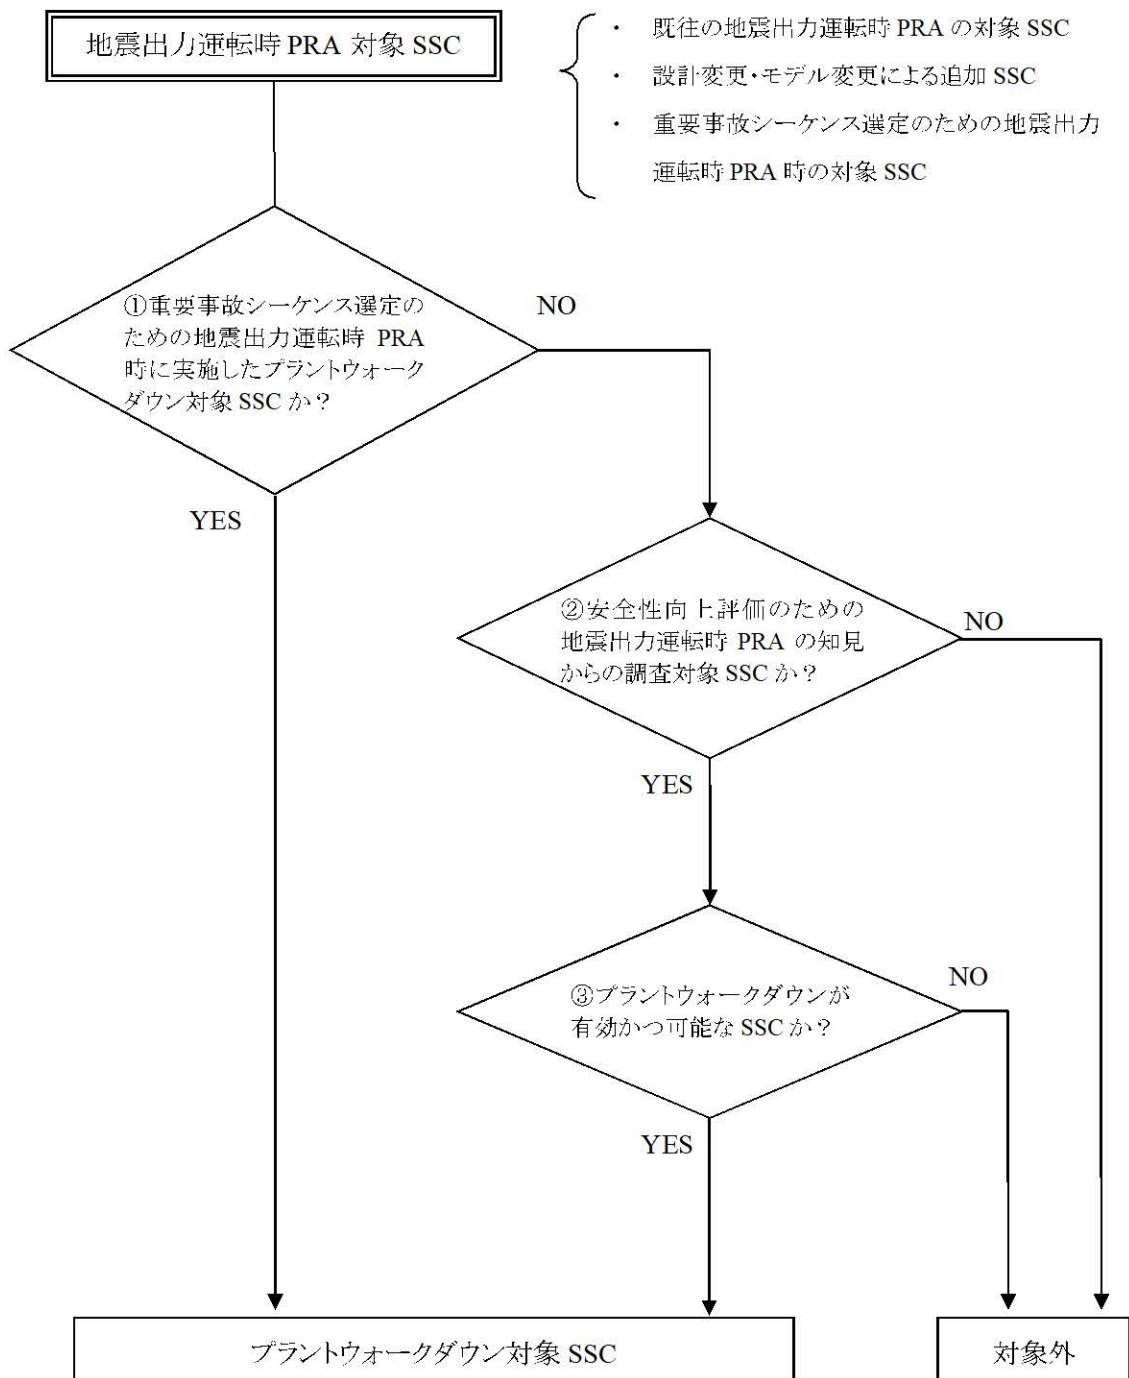 地震出力運転時 PRA 対象 SSC
・ 既往の地震出力運転時 PRA の対象 SSC
・ 設計変更・モデル変更による追加 SSC
・ 重要事故シーケンス選定のための地震出力
運転時 PRA 時の対象 SSC
①重要事故シーケンス選定の
ための地震出力運転時 PRA
時に実施したプラントウォーク
ダウン対象 SSC か？
NO
YES
②安全性向上評価のための
地震出力運転時 PRA の知見
からの調査対象 SSC か？
NO
YES
③プラントウォークダウンが
有効かつ可能な SSC か？
NO
YES
プラントウォークダウン対象 SSC
対象外